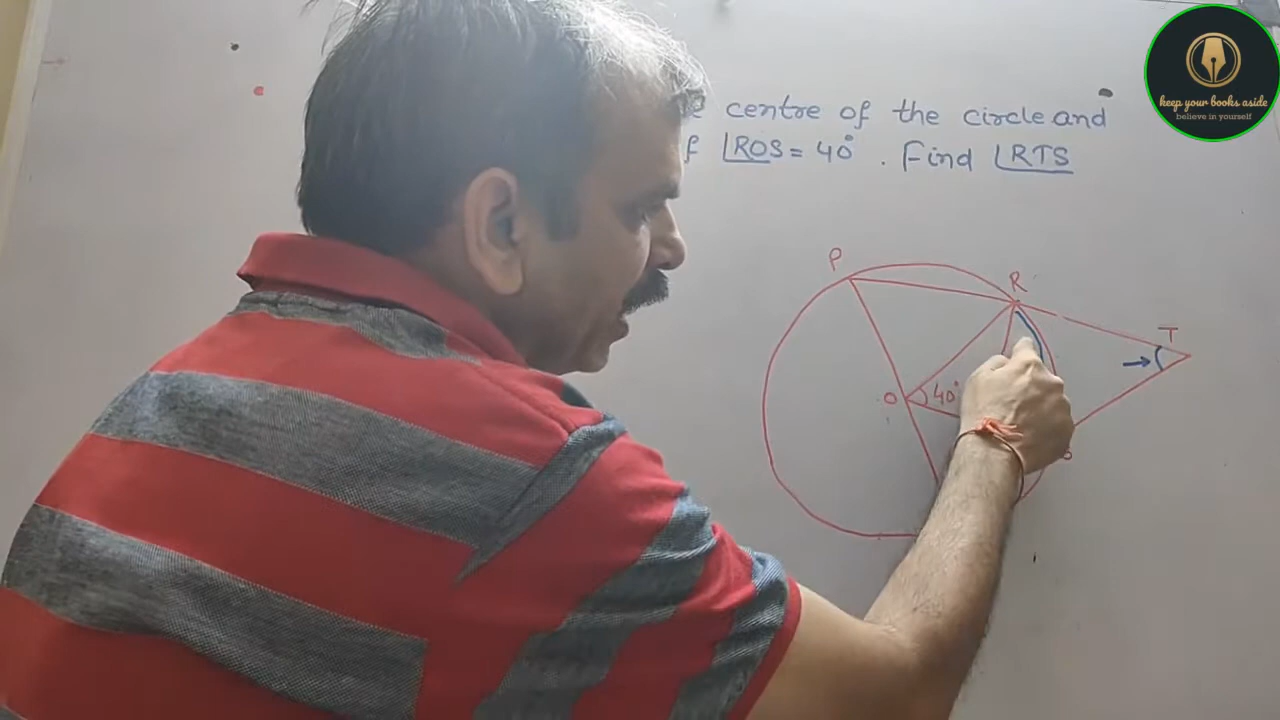 centre of the circle and
∠ROS = 40° . Find ∠RTS
P
R
T
O
40°
keep your books aside
believe in yourself